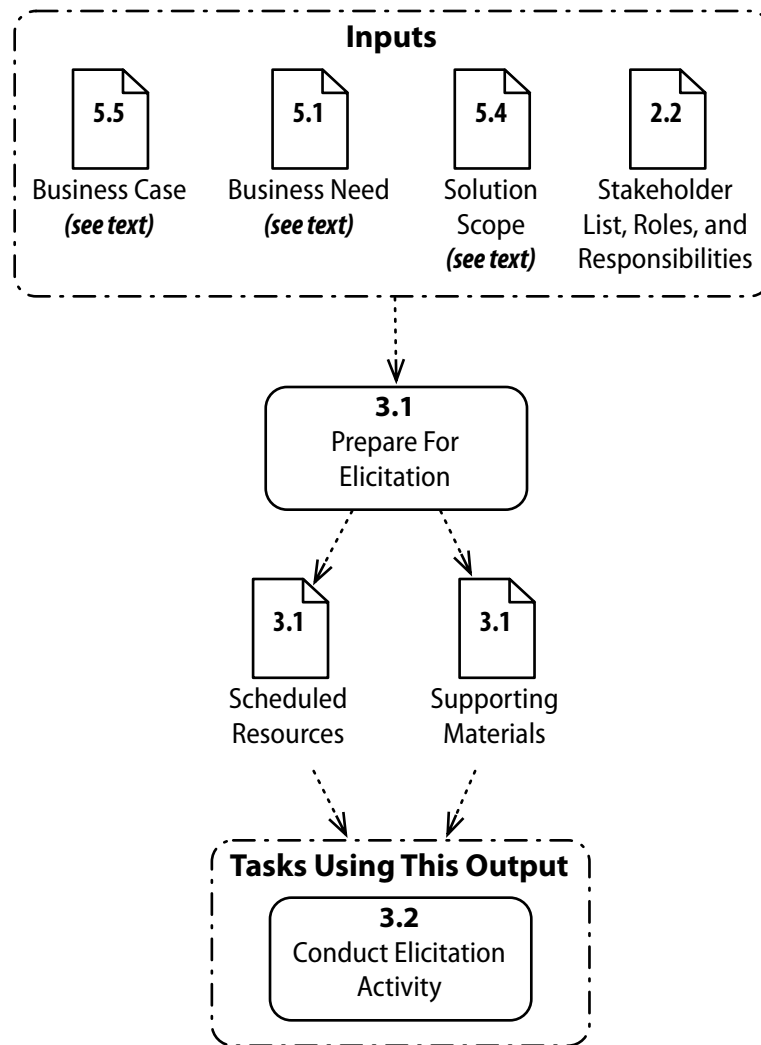 Inputs
5.5
5.1
5.4
2.2
Business Case
(see text)
Business Need
(see text)
Solution
Scope
(see text)
Stakeholder
List, Roles, and
Responsibilities
3.1
Prepare For
Elicitation
3.1
3.1
Scheduled
Resources
Supporting
Materials
Tasks Using This Output
3.2
Conduct Elicitation
Activity